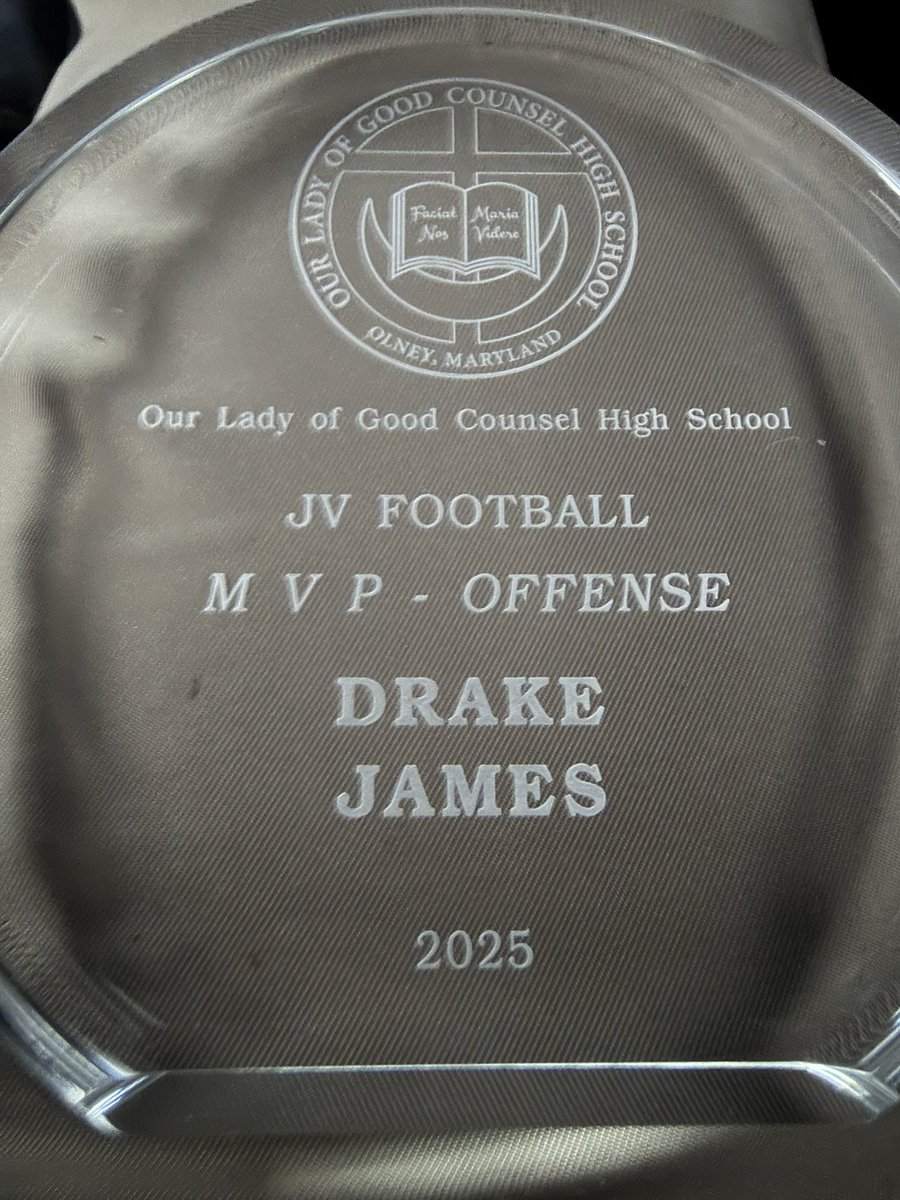 OUR LADY OF GOOD COUNSEL HIGH SCHOOL
Faciat Maria
Nos Videre
OLNEY, MARYLAND
Our Lady of Good Counsel High School
JV FOOTBALL
M V P - OFFENSE
DRAKE
JAMES
2025